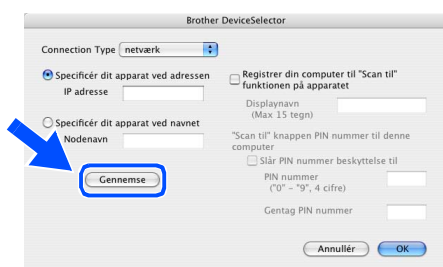 Brother DeviceSelector
Connection Type netværk
Specificér dit apparat ved adressen
IP adresse
Specificér dit apparat ved navnet
Nodenavn
Gennemse
Registrer din computer til "Scan til"
funktionen på apparatet
Displaynavn
(Max 15 tegn)
"Scan til" knappen PIN nummer til denne
computer
Slår PIN nummer beskyttelse til
PIN nummer
("0" – "9", 4 cifre)
Gentag PIN nummer
Annullér
OK